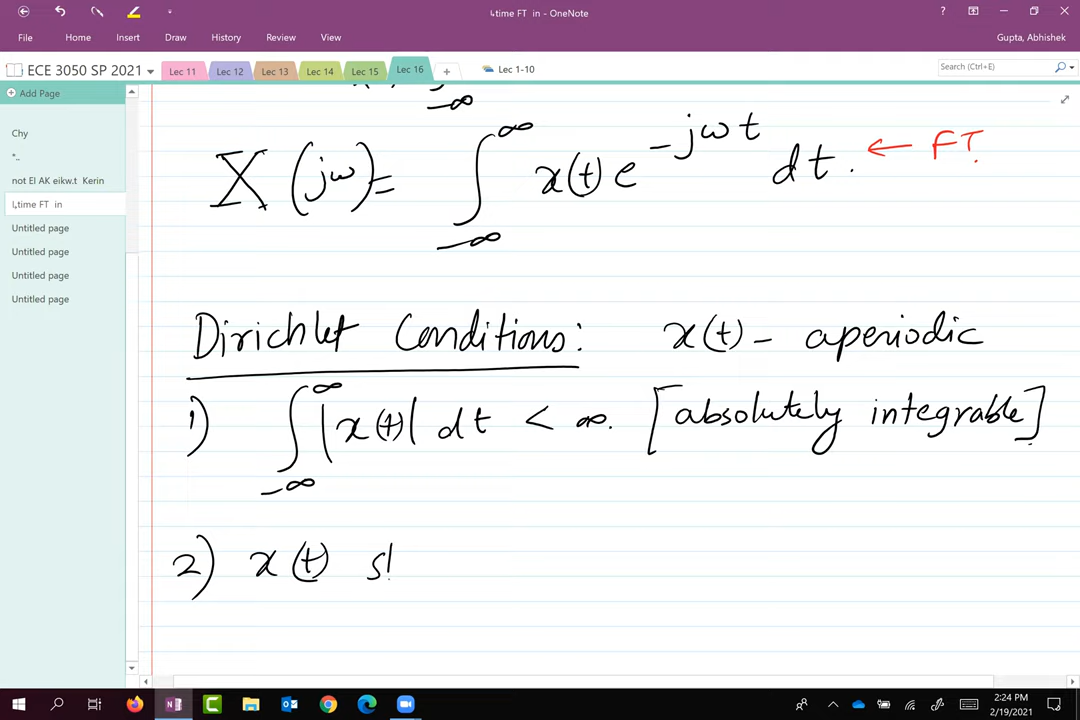 ৸time FT in - OneNote
File Home Insert Draw History Review View
Gupta, Abhishek
ECE 3050 SP 2021
Lec 11 Lec 12 Lec 13 Lec 14 Lec 15 Lec 16 Lec 1-10
Search (Ctrl+E)
Add Page
Chy
not El AK eikw.t Kerin
time FT in
Untitled page
Untitled page
Untitled page
Untitled page
-∞
X(jω) = ∫_{-∞}^{∞} x(t) e^{-jωt} dt. ← FT
Dirichlet Conditions: x(t) - aperiodic
1) ∫_{-∞}^{∞} |x(t)| dt < ∞. [absolutely integrable]
2) x(t)
2:24 PM
2/19/2021